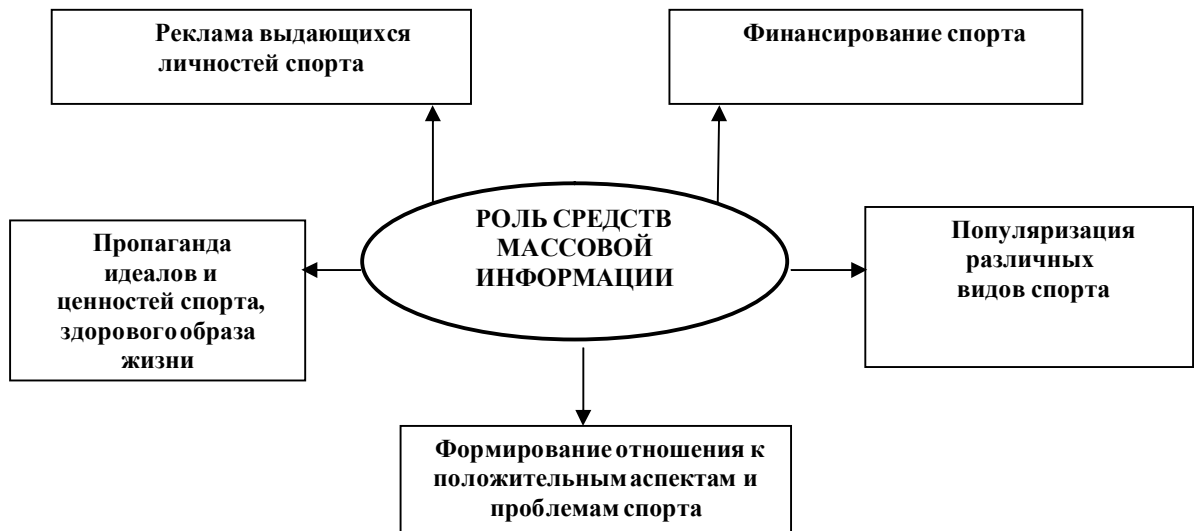 Реклама выдающихся
личностей спорта
Финансирование спорта
РОЛЬ СРЕДСТВ
МАССОВОЙ
ИНФОРМАЦИИ
Пропаганда
идеалов и
ценностей спорта,
здорового образа
жизни
Популяризация
различных
видов спорта
Формирование отношения к
положительным аспектам и
проблемам спорта